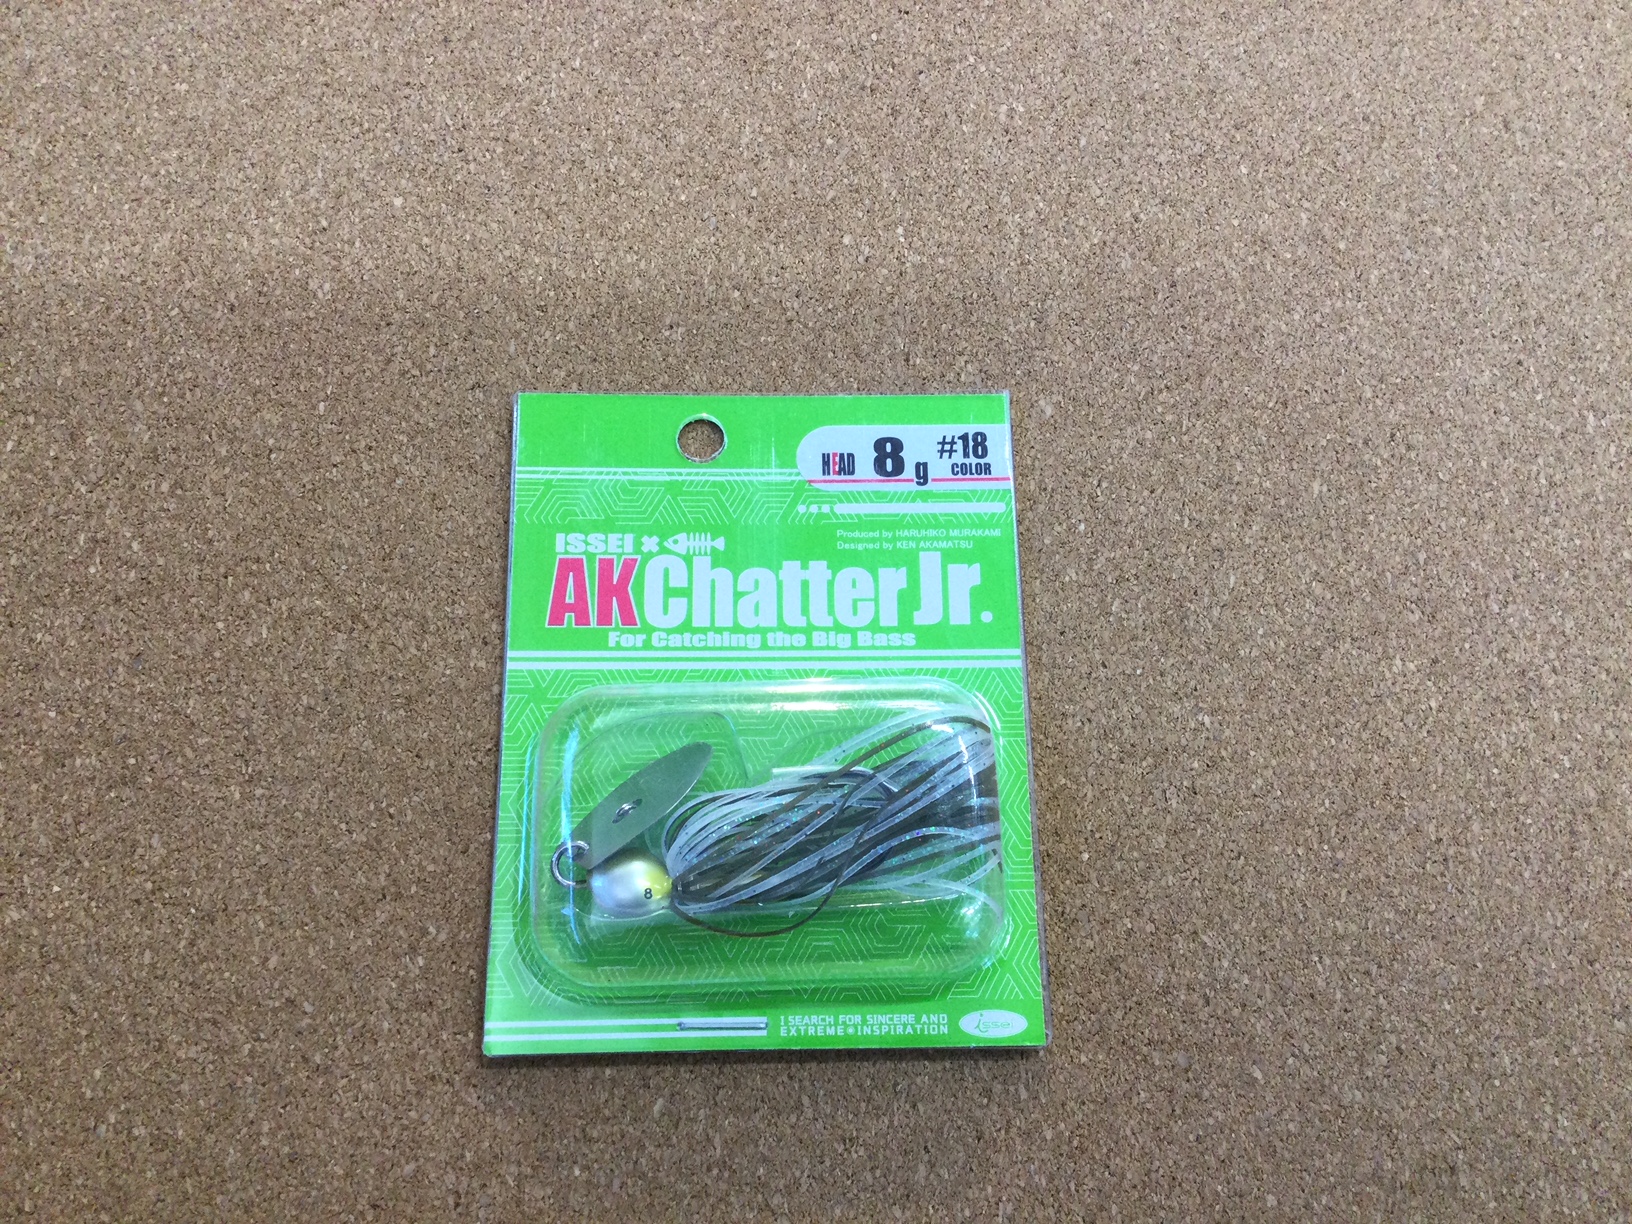 HEAD 8g #18
COLOR
Produced by HARUHIKO MURAKAMI
Designed by KEN AKAMATSU
ISSEI ×
AK Chatter Jr.
For Catching the Big Bass
8
I SEARCH FOR SINCERE AND
EXTREME INSPIRATION
issei